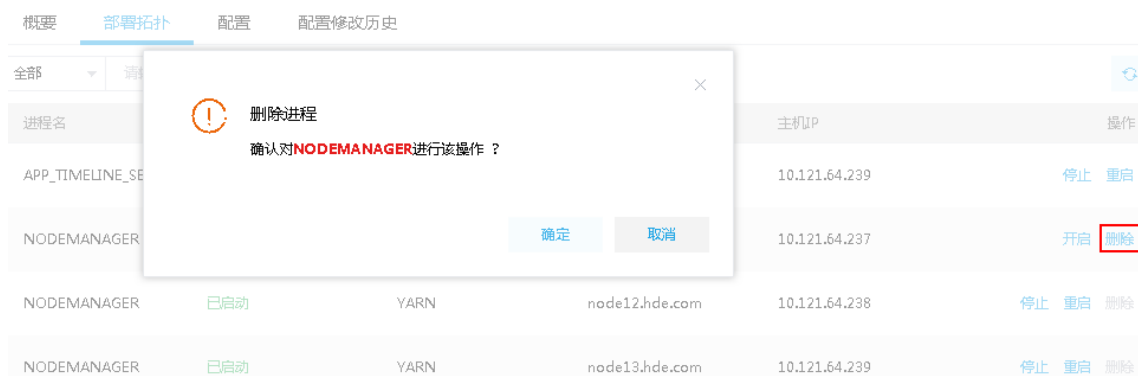 概要 部署拓扑 配置 配置修改历史
全部
删除进程
确认对NODEMANAGER进行该操作 ？
确定 取消
进程名 主机IP 操作
APP_TIMELINE_SE 10.121.64.239 停止 重启
NODEMANAGER 10.121.64.237 开启 删除
NODEMANAGER 已启动 YARN node12.hde.com 10.121.64.238 停止 重启 删除
NODEMANAGER 已启动 YARN node13.hde.com 10.121.64.239 停止 重启 删除